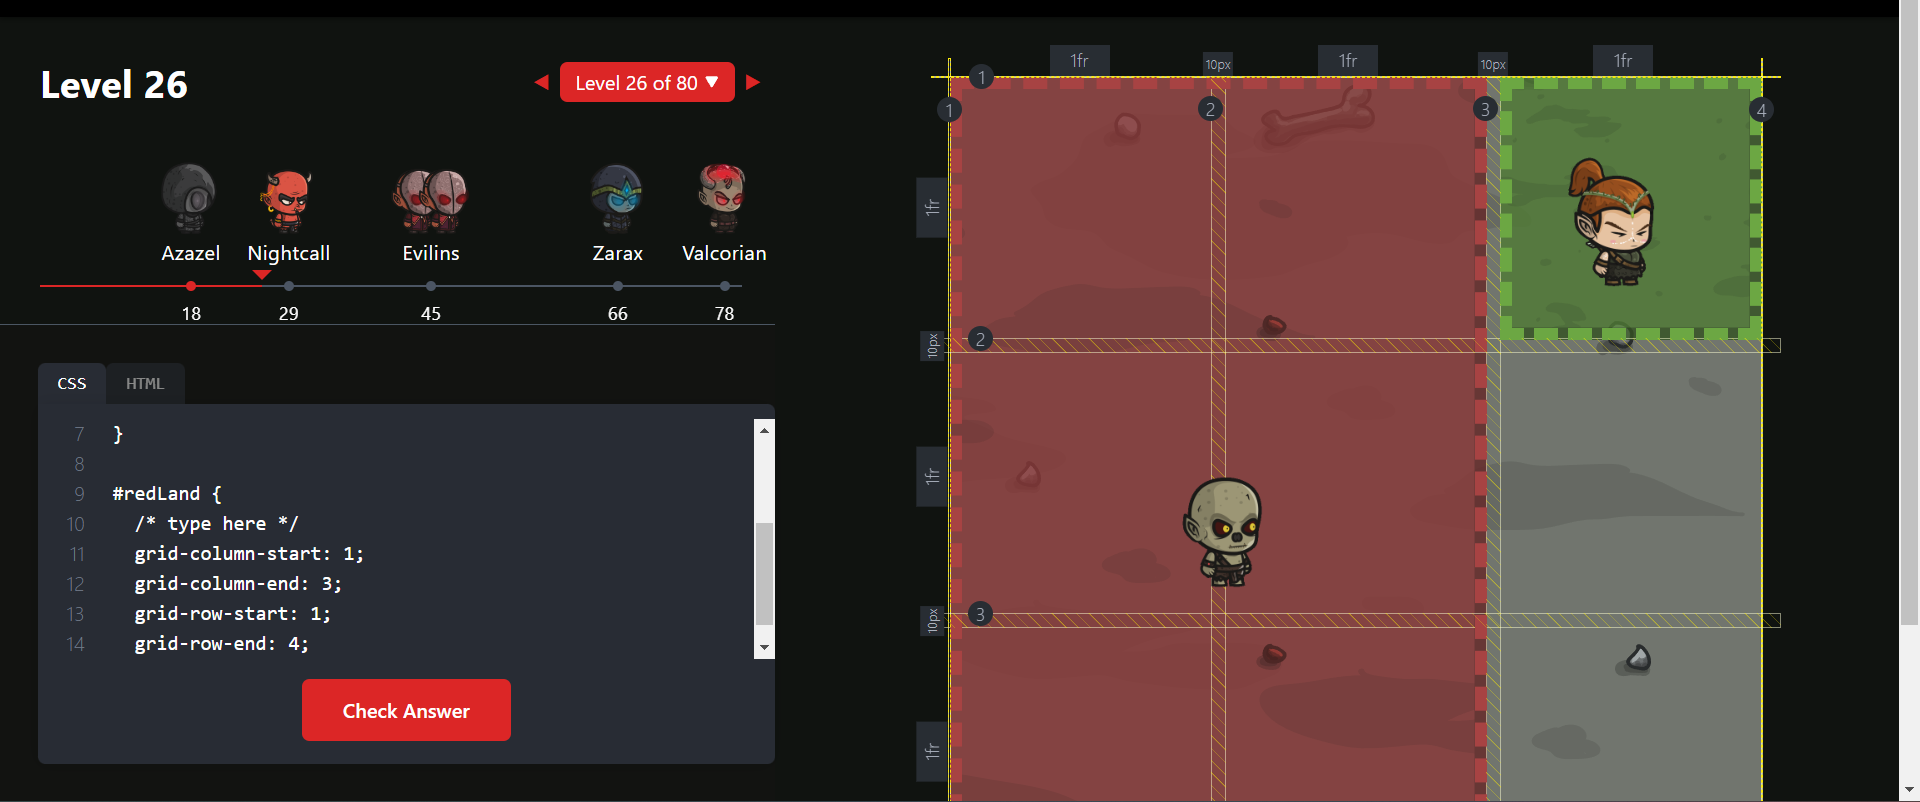 Level 26
Level 26 of 80 ▼
Azazel
Nightcall
Evilins
Zarax
Valcorian
18
29
45
66
78
CSS
HTML
7 }
8
9 #redLand {
10 /* type here */
11 grid-column-start: 1;
12 grid-column-end: 3;
13 grid-row-start: 1;
14 grid-row-end: 4;
Check Answer
1fr
10px
1fr
10px
1fr
1
1
2
3
4
1fr
10px
2
1fr
10px
3
1fr